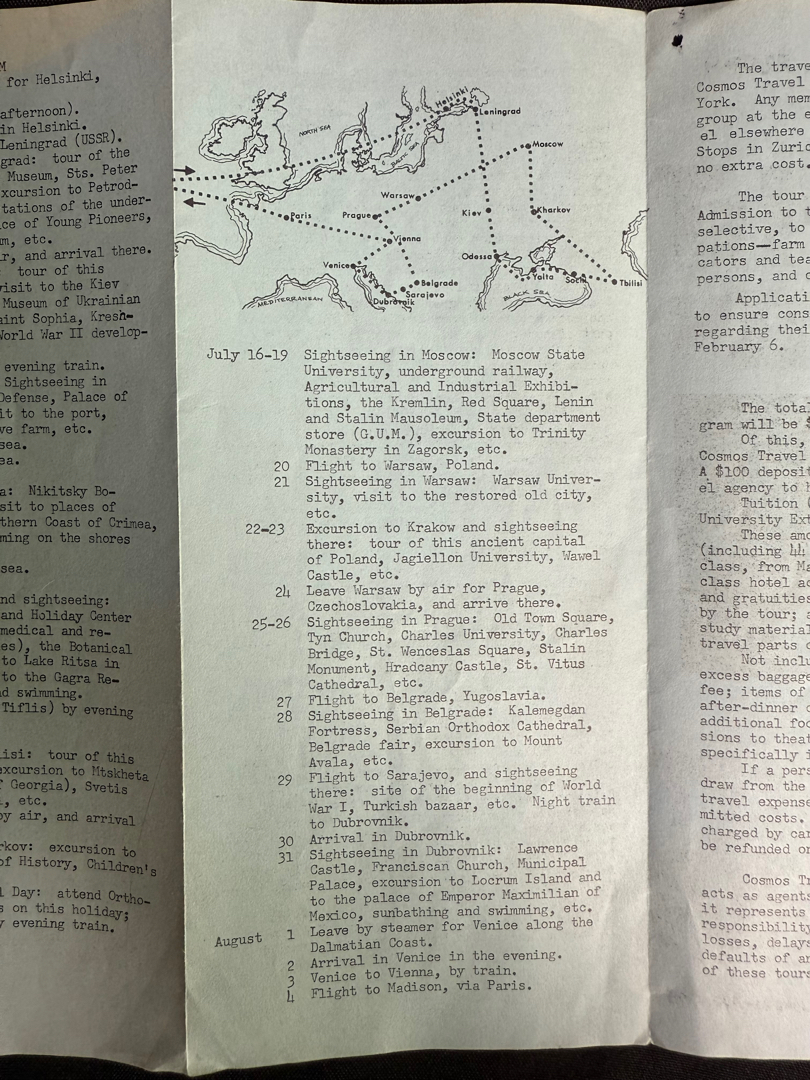 M
for Helsinki,
afternoon).
in Helsinki.
Leningrad (USSR).
grad: tour of the
Museum, Sts. Peter
excursion to Petrod-
tations of the under-
ce of Young Pioneers,
m, etc.
r, and arrival there.
tour of this
visit to the Kiev
Museum of Ukrainian
aint Sophia, Kresh-
World War II develop-
evening train.
Sightseeing in
Defense, Palace of
it to the port,
ve farm, etc.
sea.
ea.
a: Nikitsky Bo-
sit to places of
thern Coast of Crimea,
ming on the shores
sea.
nd sightseeing:
and Holiday Center
medical and re-
es), the Botanical
to Lake Ritsa in
to the Gagra Re-
d swimming.
Tiflis) by evening
lisi: tour of this
excursion to Mtskheta
f Georgia), Svetis
, etc.
by air, and arrival
rkov: excursion to
of History, Children's
l Day: attend Ortho-
s on this holiday;
y evening train.
Helsinki
Leningrad
NORTH SEA
BALTIC SEA
Moscow
Warsaw
Paris
Prague
Kiev
Kharkov
Vienna
Venice
Odessa
Belgrade
Sarajevo
Dubrovnik
Yalta
Sochi
Tbilisi
MEDITERRANEAN
BLACK SEA
July 16-19 Sightseeing in Moscow: Moscow State
University, underground railway,
Agricultural and Industrial Exhibi-
tions, the Kremlin, Red Square, Lenin
and Stalin Mausoleum, State department
store (G.U.M.), excursion to Trinity
Monastery in Zagorsk, etc.
20 Flight to Warsaw, Poland.
21 Sightseeing in Warsaw: Warsaw Univer-
sity, visit to the restored old city,
etc.
22-23 Excursion to Krakow and sightseeing
there: tour of this ancient capital
of Poland, Jagiellon University, Wawel
Castle, etc.
24 Leave Warsaw by air for Prague,
Czechoslovakia, and arrive there.
25-26 Sightseeing in Prague: Old Town Square,
Tyn Church, Charles University, Charles
Bridge, St. Wenceslas Square, Stalin
Monument, Hradcany Castle, St. Vitus
Cathedral, etc.
27 Flight to Belgrade, Yugoslavia.
28 Sightseeing in Belgrade: Kalemegdan
Fortress, Serbian Orthodox Cathedral,
Belgrade fair, excursion to Mount
Avala, etc.
29 Flight to Sarajevo, and sightseeing
there: site of the beginning of World
War I, Turkish bazaar, etc. Night train
to Dubrovnik.
30 Arrival in Dubrovnik.
31 Sightseeing in Dubrovnik: Lawrence
Castle, Franciscan Church, Municipal
Palace, excursion to Locrum Island and
to the palace of Emperor Maximilian of
Mexico, sunbathing and swimming, etc.
August 1 Leave by steamer for Venice along the
Dalmatian Coast.
2 Arrival in Venice in the evening.
3 Venice to Vienna, by train.
4 Flight to Madison, via Paris.
The trave
Cosmos Travel
York. Any mem
group at the e
el elsewhere
Stops in Zuric
no extra cost.
The tour
Admission to t
selective, to
pations—farm
cators and tea
persons, and o
Applicati
to ensure cons
regarding thei
February 6.
The total
gram will be $
Of this,
Cosmos Travel
A $100 deposit
el agency to h
Tuition (
University Ext
These amo
(including 44
class, from Ma
class hotel ac
and gratuities
by the tour; a
study material
travel parts o
Not inclu
excess baggage
fee; items of
after-dinner c
additional foo
sions to theat
specifically i
If a pers
draw from the
travel expense
mitted costs.
charged by car
be refunded on
Cosmos Tr
acts as agents
it represents
responsibility
losses, delays
defaults of an
of these tours